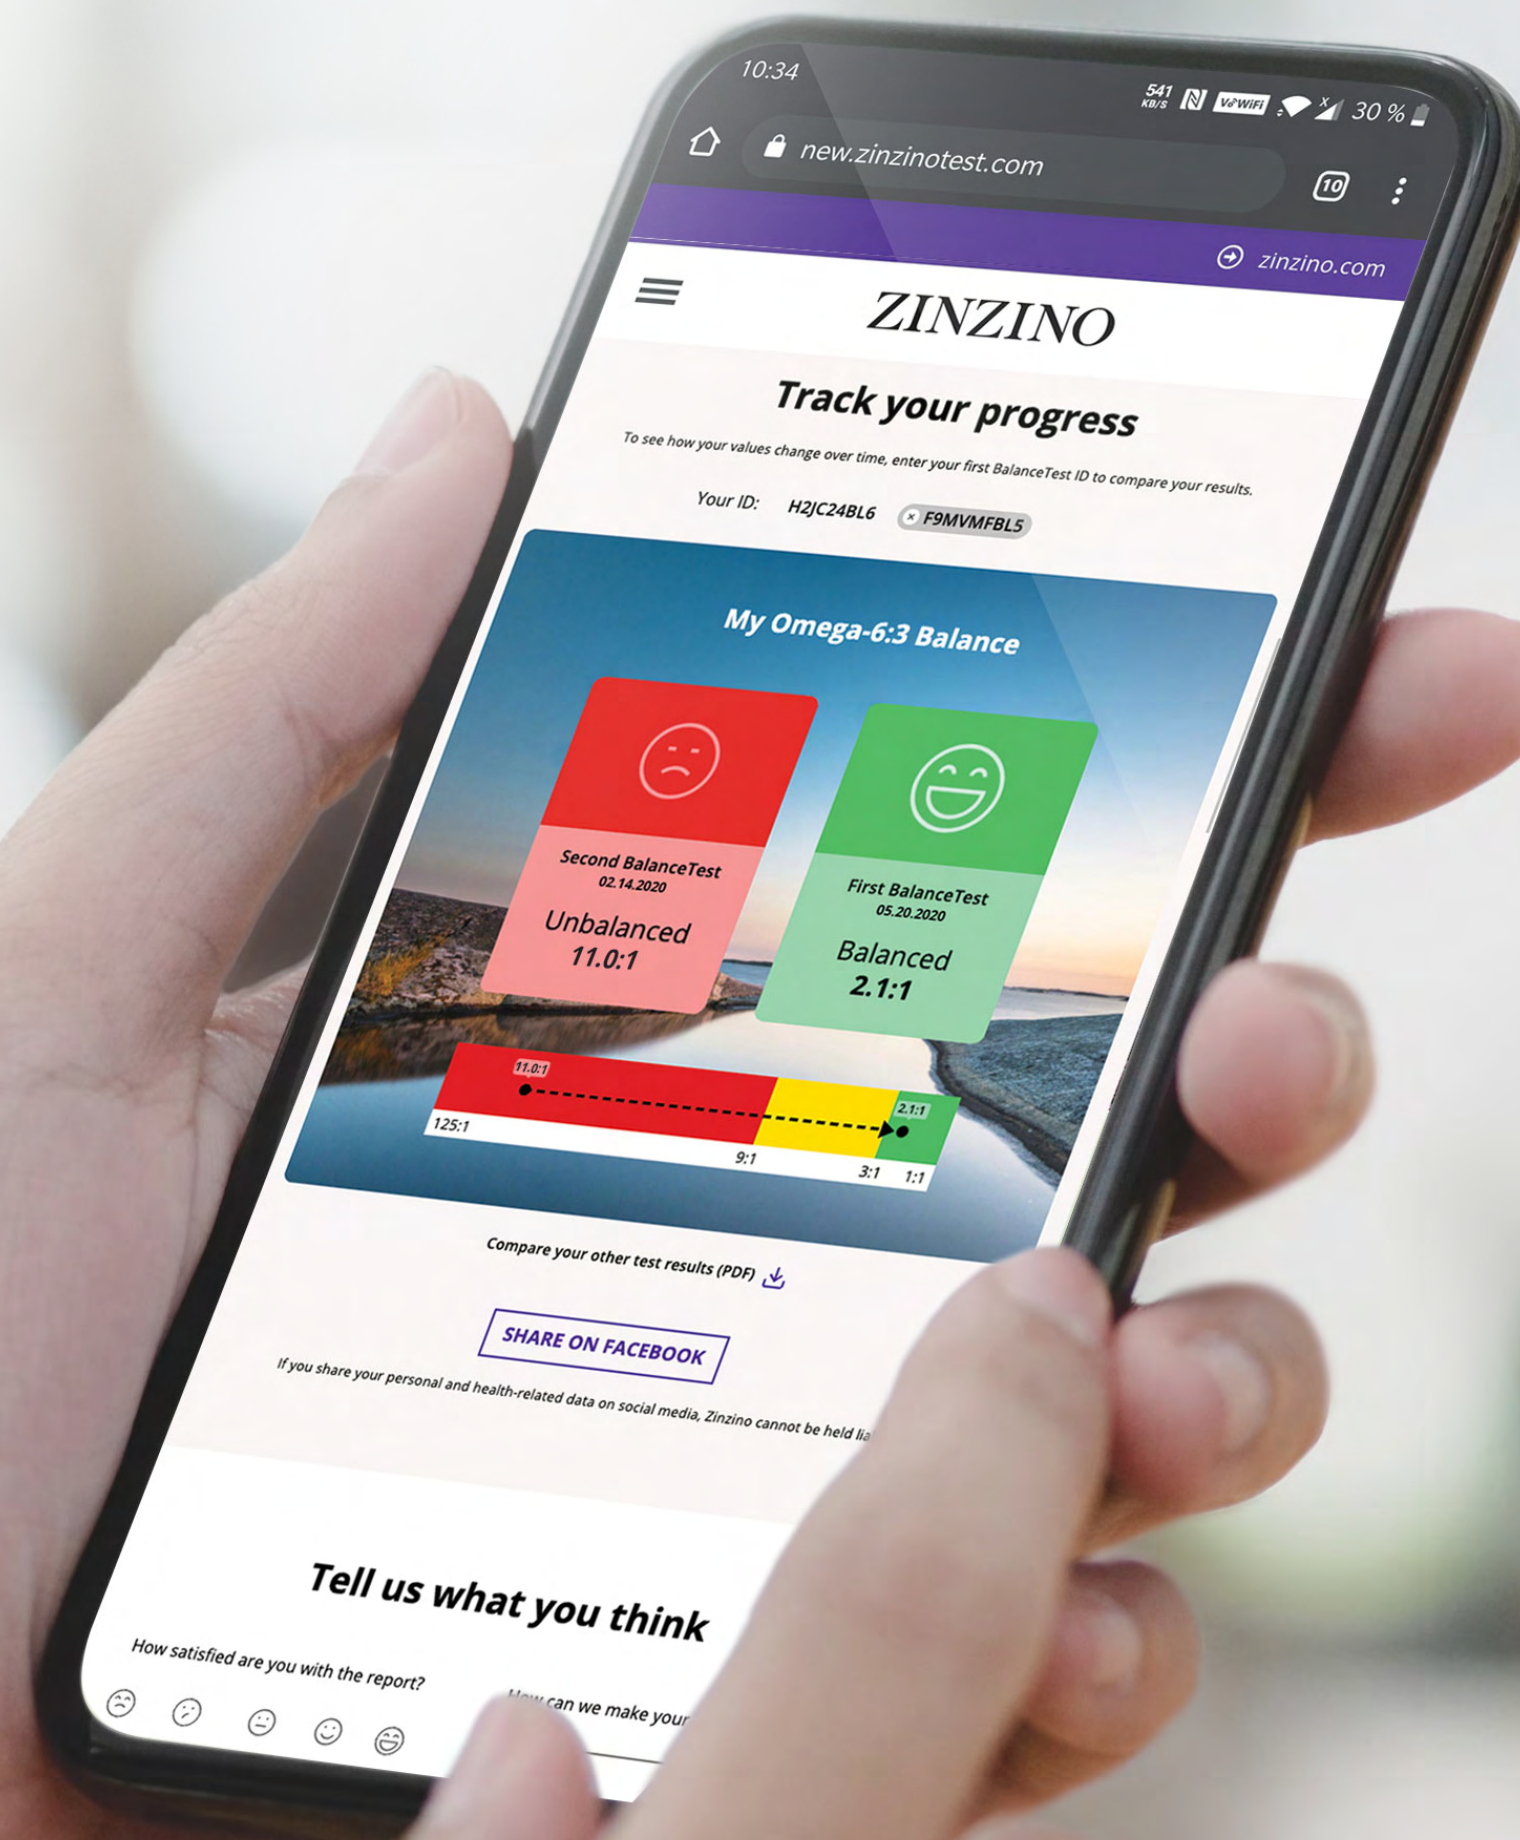 10:34
541 KB/S VoWiFi 30 %
new.zinzinotest.com
10
zinzino.com
ZINZINO
Track your progress
To see how your values change over time, enter your first BalanceTest ID to compare your results.
Your ID: H2JC24BL6 × F9MVMFBL5
My Omega-6:3 Balance
Second BalanceTest
02.14.2020
Unbalanced
11.0:1
First BalanceTest
05.20.2020
Balanced
2.1:1
11.0:1
2.1:1
125:1
9:1
3:1
1:1
Compare your other test results (PDF)
SHARE ON FACEBOOK
If you share your personal and health-related data on social media, Zinzino cannot be held
Tell us what you think
How satisfied are you with the report?
How can we make your